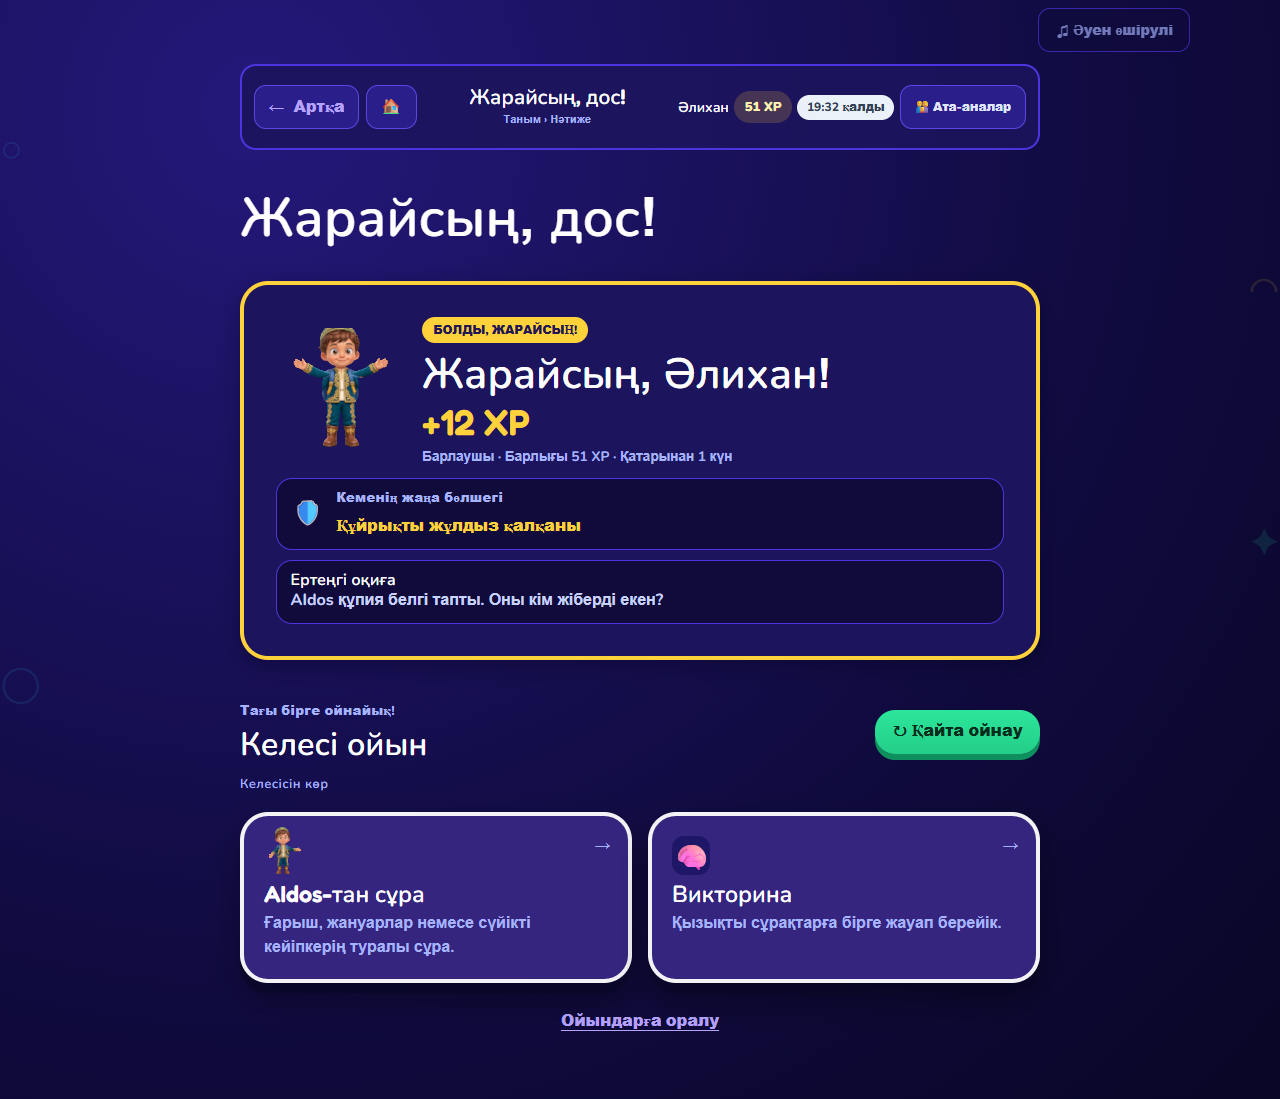 ♫ Әуен өшірулі
← Артқа
Жарайсың, дос!
Таным › Нәтиже
Әлихан
51 XP
19:32 қалды
Ата-аналар
Жарайсың, дос!
БОЛДЫ, ЖАРАЙСЫҢ!
Жарайсың, Әлихан!
+12 XP
Барлаушы · Барлығы 51 XP · Қатарынан 1 күн
Кеменің жаңа бөлшегі
Құйрықты жұлдыз қалқаны
Ертеңгі оқиға
Aldos құпия белгі тапты. Оны кім жіберді екен?
Тағы бірге ойнайық!
Келесі ойын
↻ Қайта ойнау
Келесісін көр
→
Aldos-тан сұра
Ғарыш, жануарлар немесе сүйікті
кейіпкерің туралы сұра.
→
Викторина
Қызықты сұрақтарға бірге жауап берейік.
Ойындарға оралу